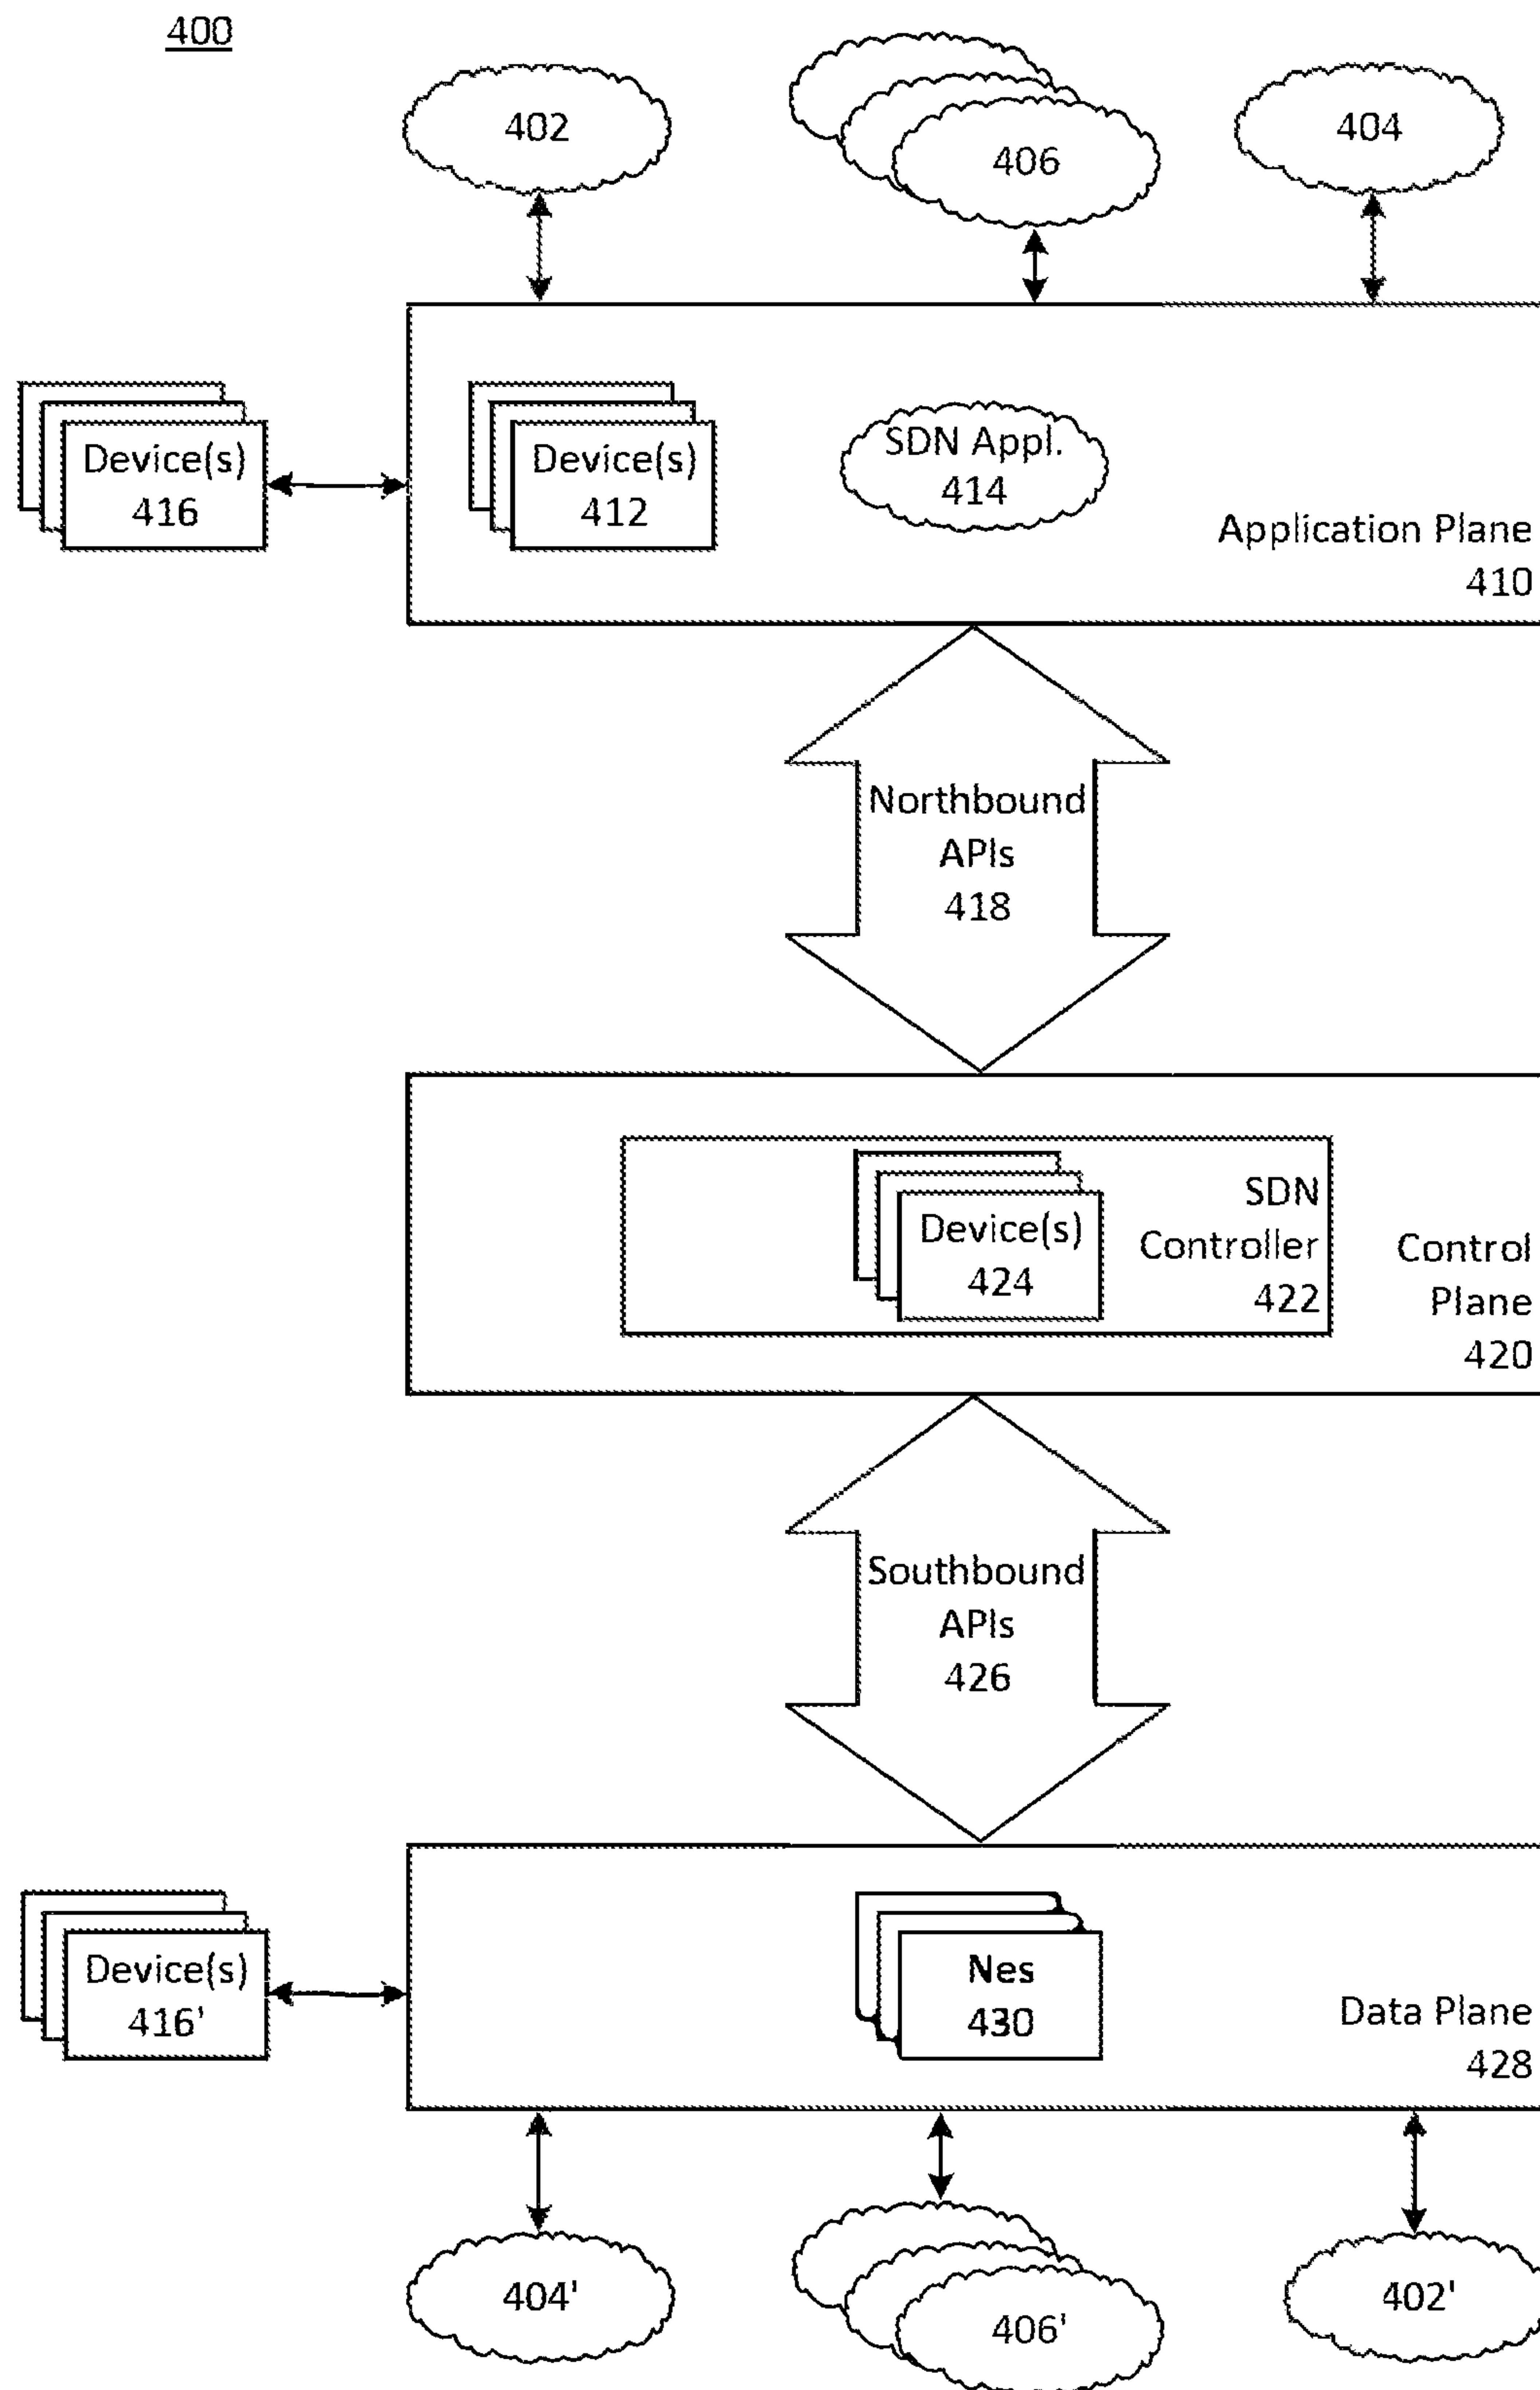 400
402
406
404
Device(s)
416
Device(s)
412
SDN Appl.
414
Application Plane
410
Northbound
APIs
418
Device(s)
424
SDN
Controller
422
Control
Plane
420
Southbound
APIs
426
Device(s)
416'
Nes
430
Data Plane
428
404'
406'
402'